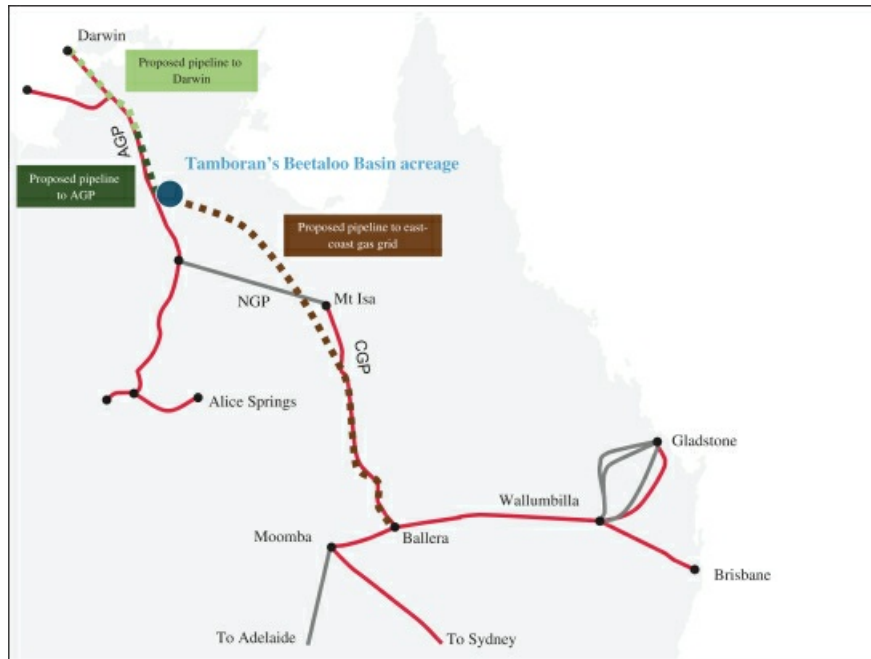 Darwin
Proposed pipeline to
Darwin
AGP
Tamboran's Beetaloo Basin acreage
Proposed pipeline
to AGP
Proposed pipeline to east-
coast gas grid
NGP
Mt Isa
CGP
Alice Springs
Gladstone
Wallumbilla
Moomba
Ballera
Brisbane
To Adelaide
To Sydney